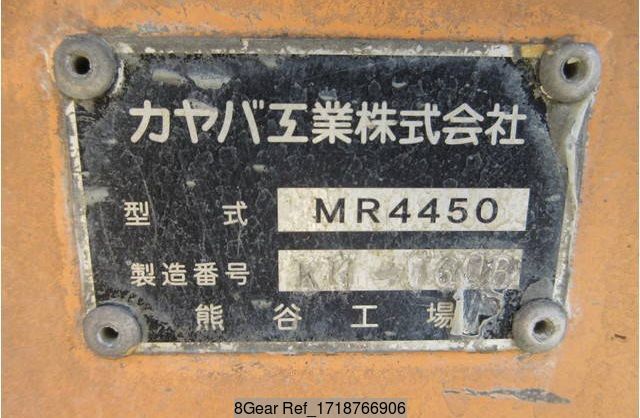 カヤバ工業株式会社
型式 MR4450
製造番号
熊谷工場
8Gear Ref_1718766906